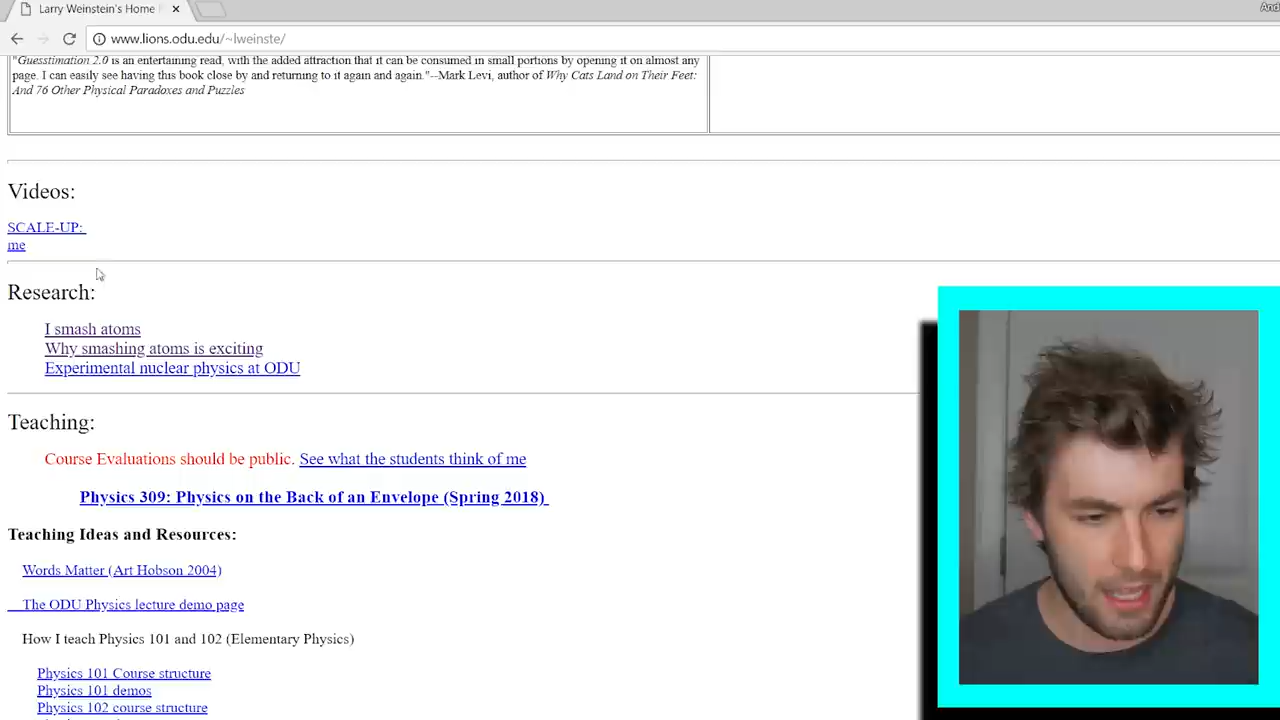 Larry Weinstein's Home
And
www.lions.odu.edu/~lweinste/
"Guesstimation 2.0 is an entertaining read, with the added attraction that it can be consumed in small portions by opening it on almost any
page. I can easily see having this book close by and returning to it again and again."--Mark Levi, author of Why Cats Land on Their Feet:
And 76 Other Physical Paradoxes and Puzzles
Videos:
SCALE-UP:
me
Research:
I smash atoms
Why smashing atoms is exciting
Experimental nuclear physics at ODU
Teaching:
Course Evaluations should be public. See what the students think of me
Physics 309: Physics on the Back of an Envelope (Spring 2018)
Teaching Ideas and Resources:
Words Matter (Art Hobson 2004)
The ODU Physics lecture demo page
How I teach Physics 101 and 102 (Elementary Physics)
Physics 101 Course structure
Physics 101 demos
Physics 102 course structure